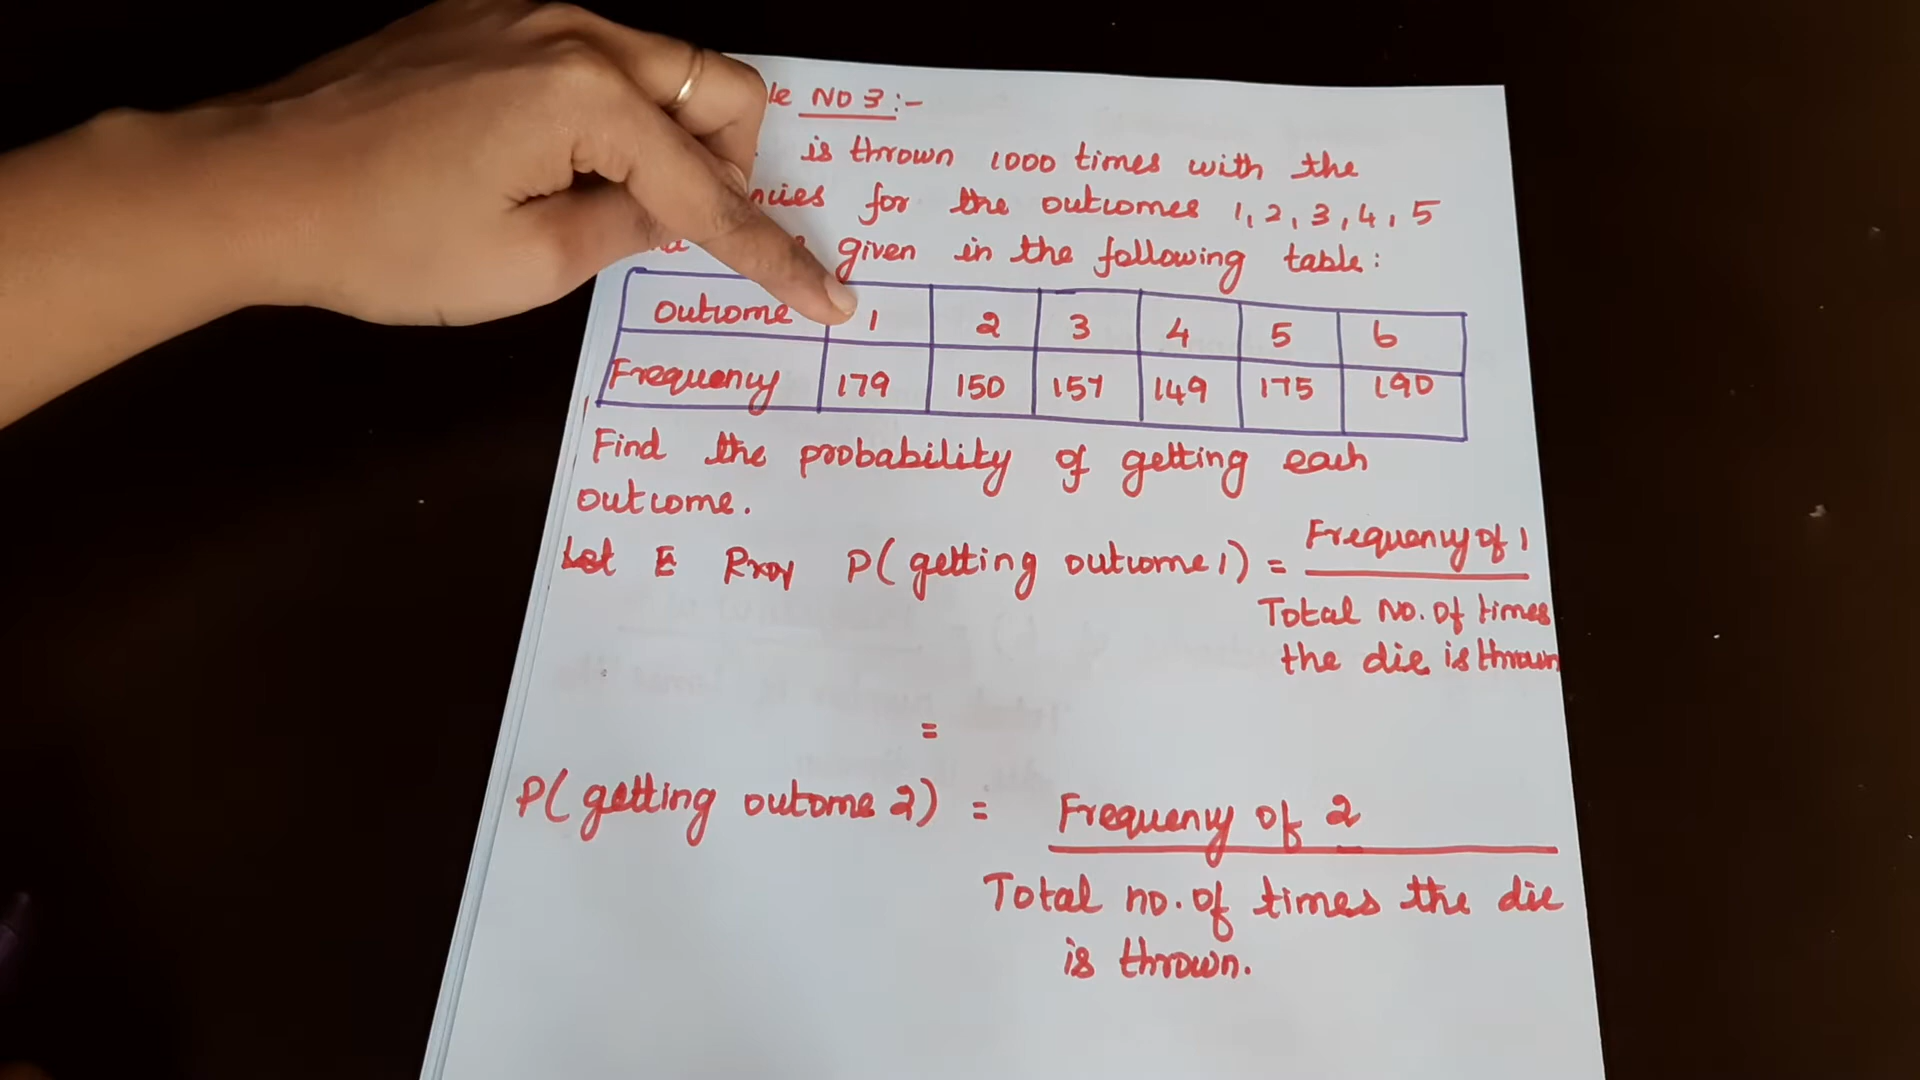 NO 3:-
is thrown 1000 times with the
for the outcomes 1, 2, 3, 4, 5
given in the following table:
Outcome 1 2 3 4 5 6
Frequency 179 150 157 149 175 190
Find the probability of getting each
outcome.
Let E P(getting outcome 1) = Frequency of 1
Total No. of times
the die is thrown
=
P(getting outome 2) = Frequency of 2
Total no. of times the die
is thrown.